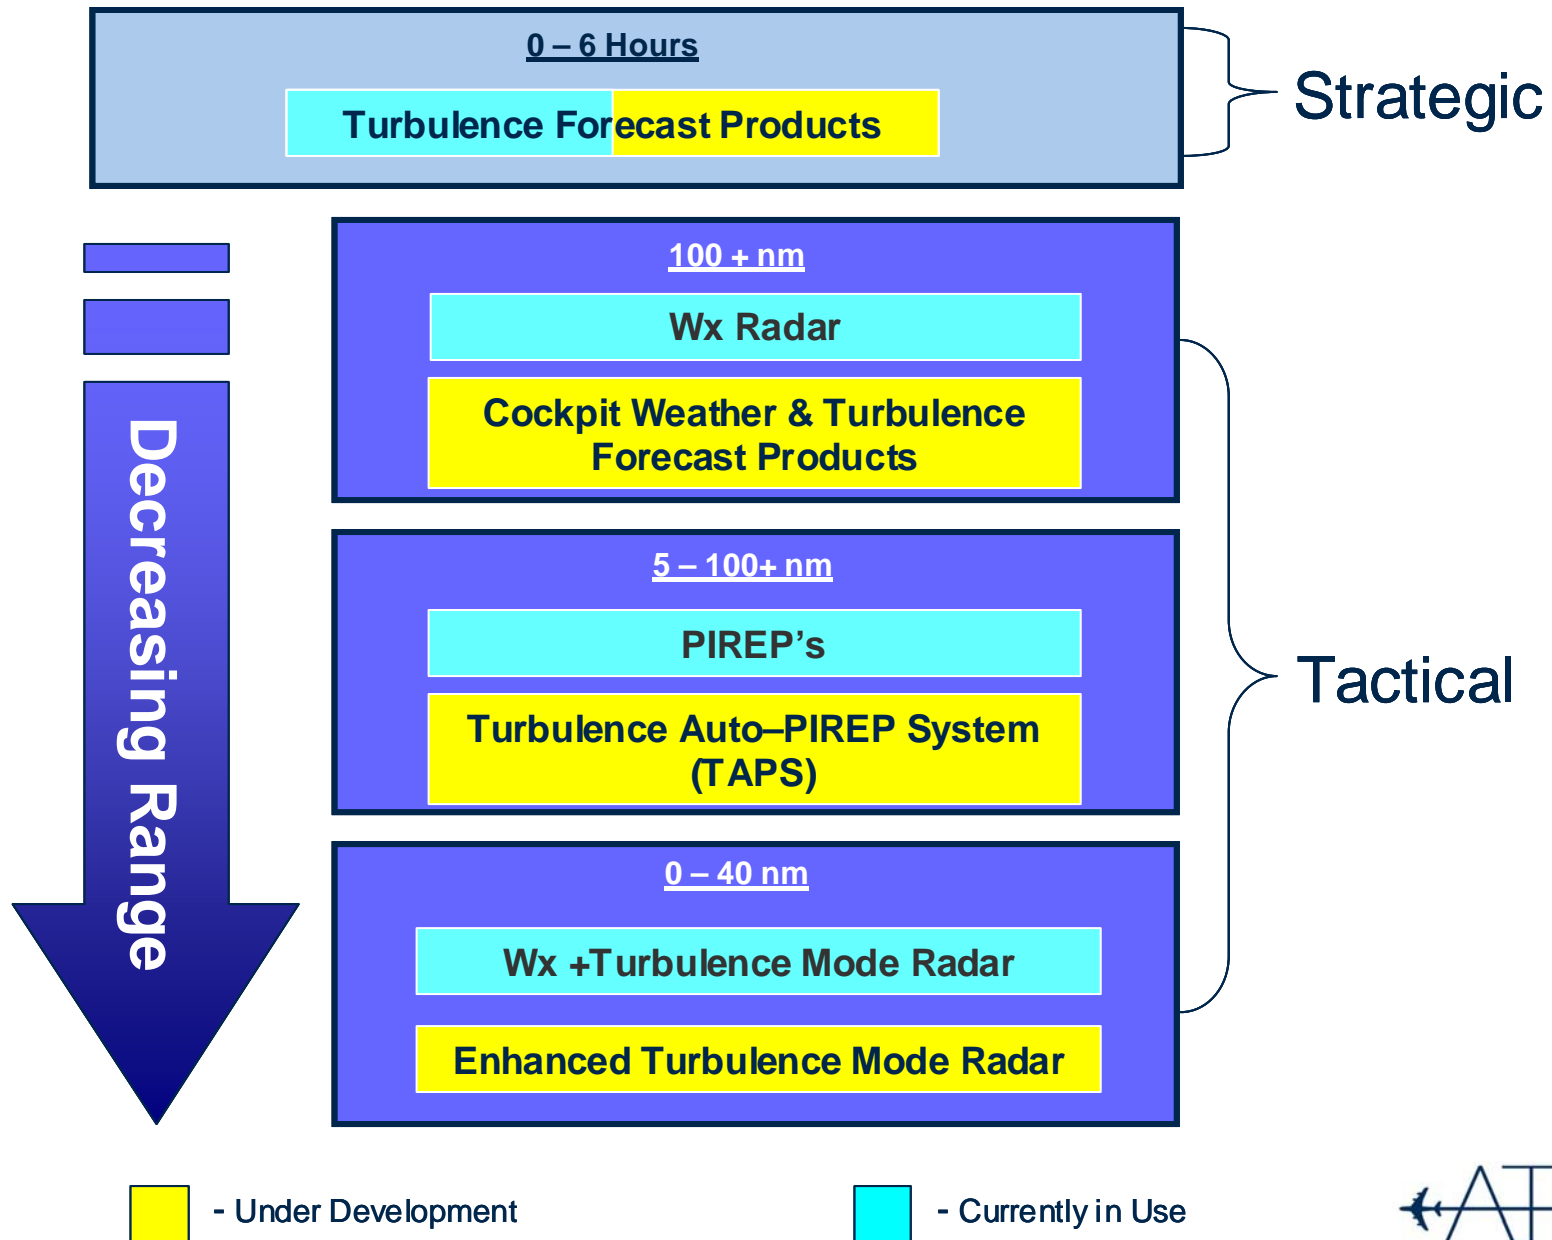 0 – 6 Hours
Turbulence Forecast Products
Strategic
100 + nm
Wx Radar
Cockpit Weather & Turbulence
Forecast Products
5 – 100+ nm
PIREP’s
Turbulence Auto–PIREP System
(TAPS)
0 – 40 nm
Wx +Turbulence Mode Radar
Enhanced Turbulence Mode Radar
Tactical
Decreasing Range
- Under Development
- Currently in Use